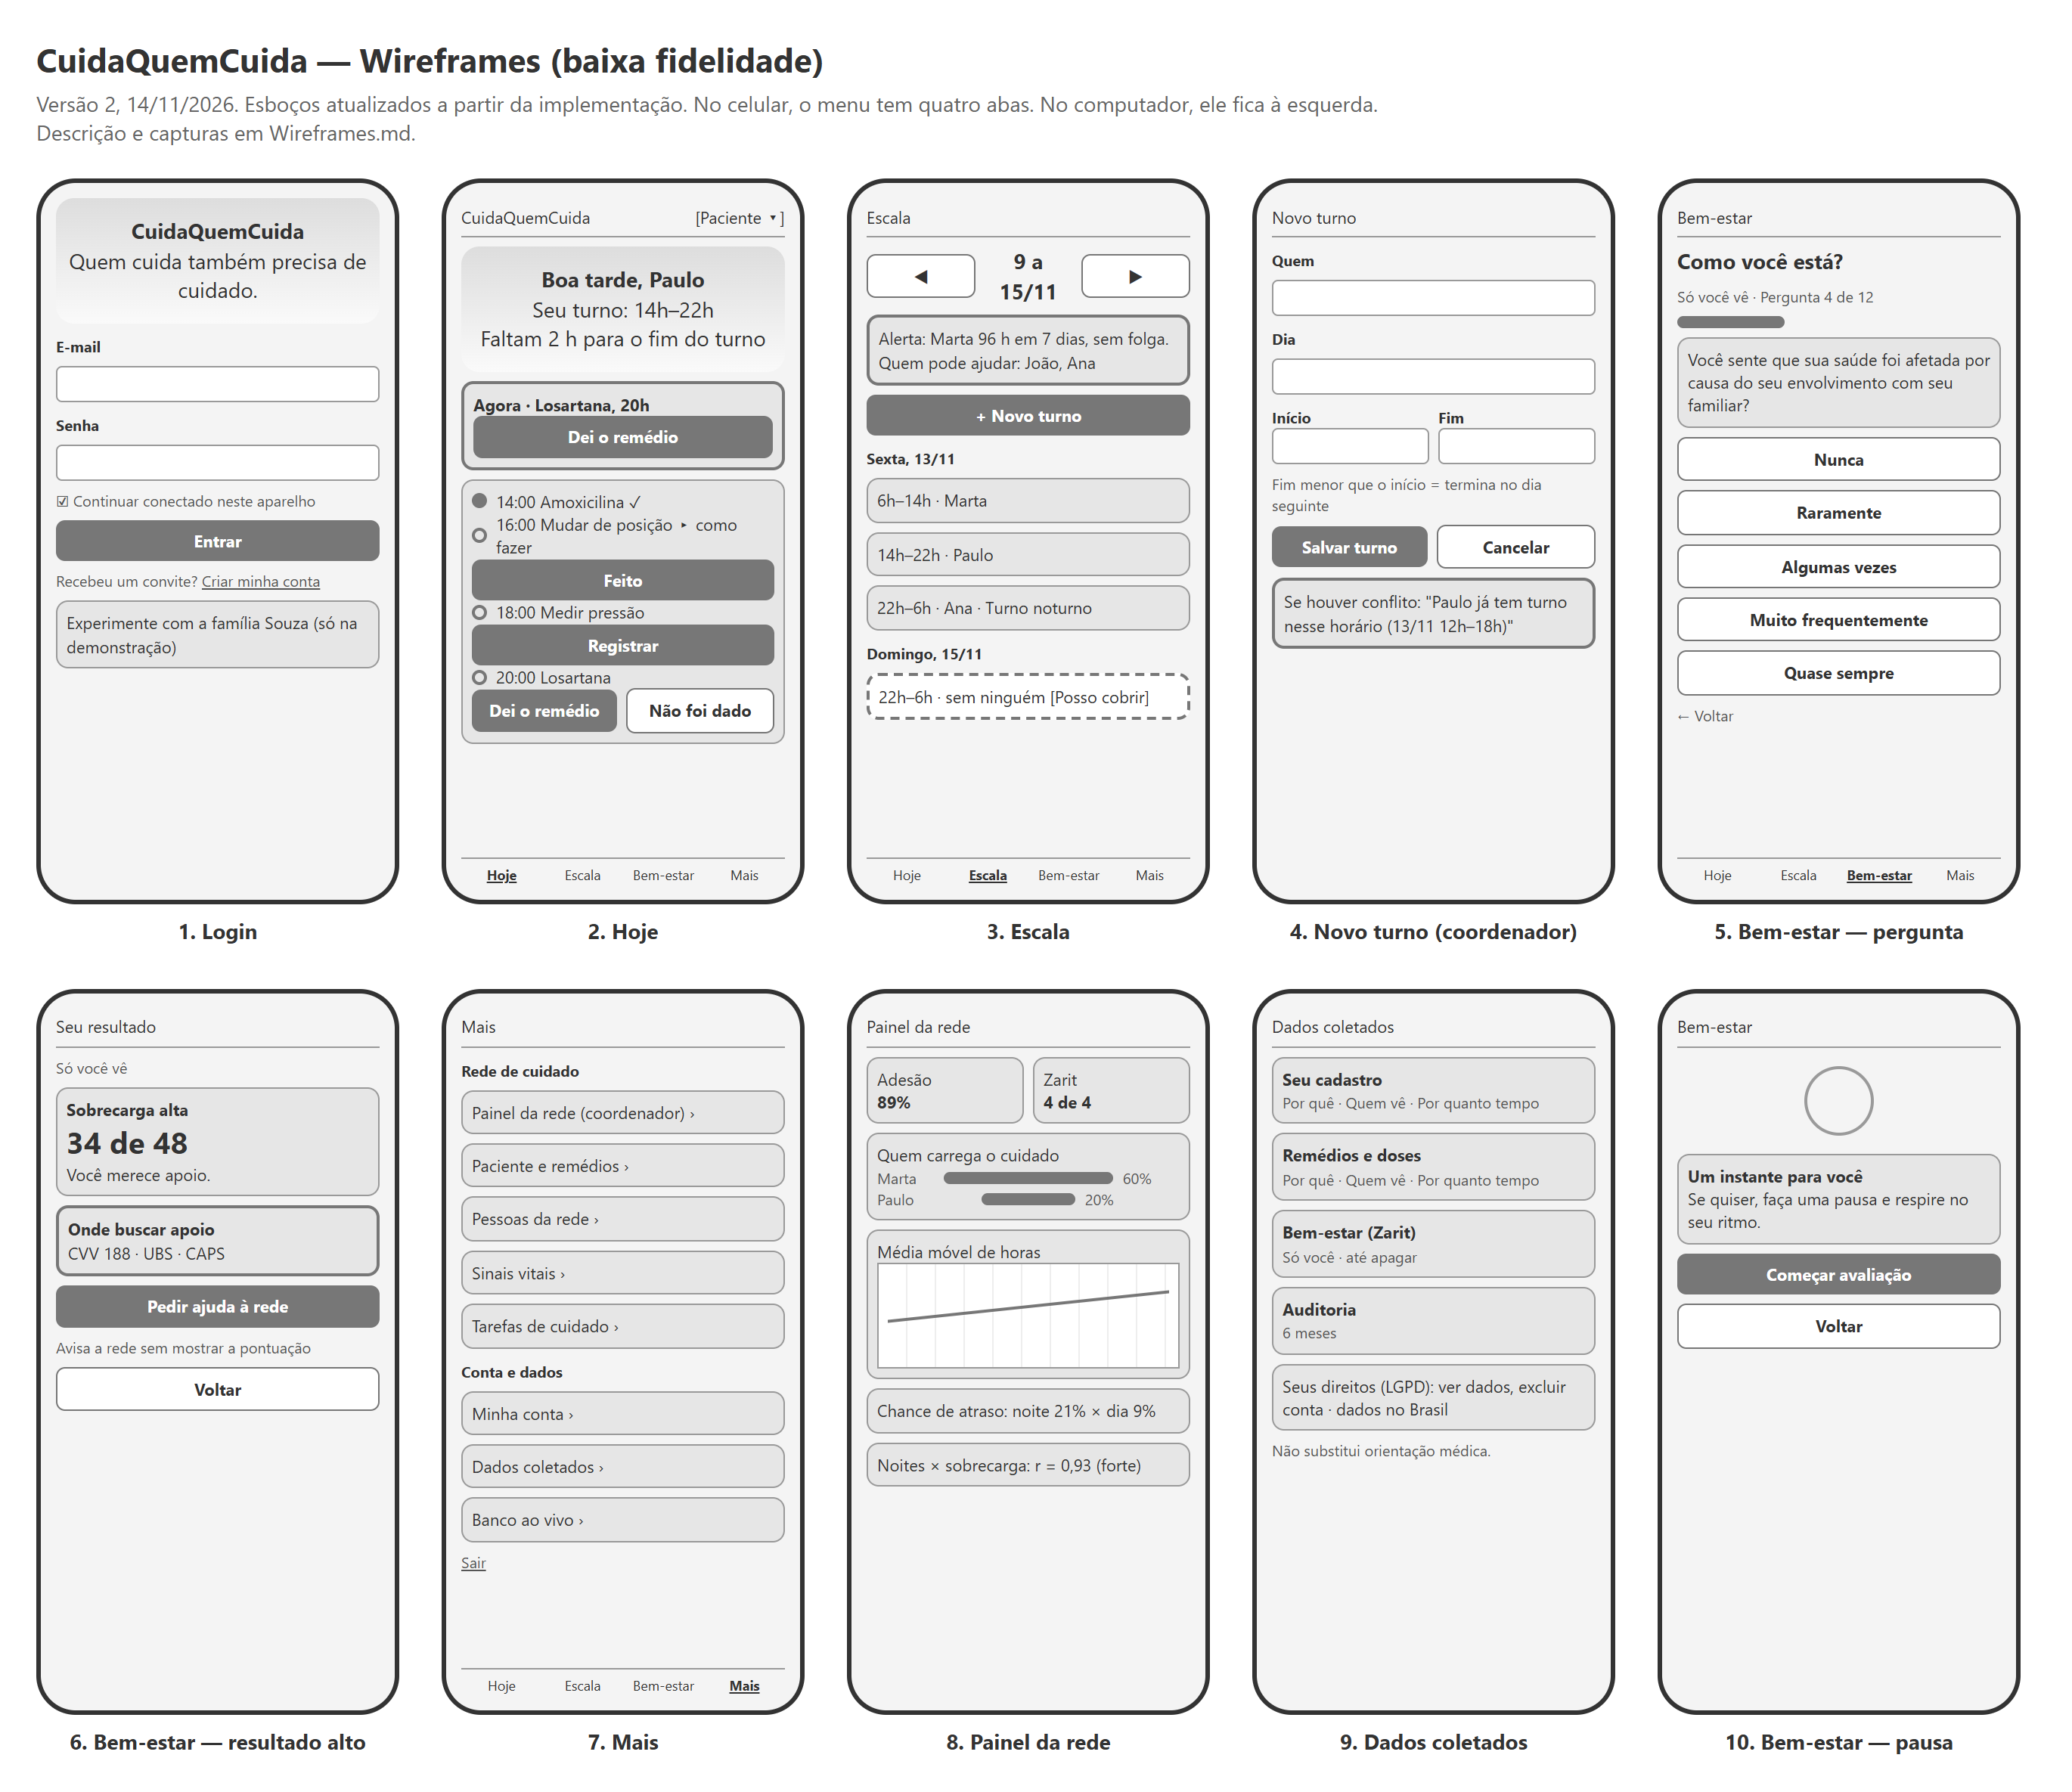 CuidaQuemCuida — Wireframes (baixa fidelidade)
Versão 2, 14/11/2026. Esboços atualizados a partir da implementação. No celular, o menu tem quatro abas. No computador, ele fica à esquerda.
Descrição e capturas em Wireframes.md.
CuidaQuemCuida
Quem cuida também precisa de
cuidado.
E-mail
Senha
☑ Continuar conectado neste aparelho
Entrar
Recebeu um convite? Criar minha conta
Experimente com a família Souza (só na
demonstração)
1. Login
CuidaQuemCuida [Paciente ▾]
Boa tarde, Paulo
Seu turno: 14h–22h
Faltam 2 h para o fim do turno
Agora · Losartana, 20h
Dei o remédio
14:00 Amoxicilina ✓
16:00 Mudar de posição ▸ como
fazer
Feito
18:00 Medir pressão
Registrar
20:00 Losartana
Dei o remédio Não foi dado
Hoje Escala Bem-estar Mais
2. Hoje
Escala
◀ 9 a ▶
15/11
Alerta: Marta 96 h em 7 dias, sem folga.
Quem pode ajudar: João, Ana
+ Novo turno
Sexta, 13/11
6h–14h · Marta
14h–22h · Paulo
22h–6h · Ana · Turno noturno
Domingo, 15/11
22h–6h · sem ninguém [Posso cobrir]
Hoje Escala Bem-estar Mais
3. Escala
Novo turno
Quem
Dia
Início Fim
Fim menor que o início = termina no dia
seguinte
Salvar turno Cancelar
Se houver conflito: "Paulo já tem turno
nesse horário (13/11 12h–18h)"
4. Novo turno (coordenador)
Bem-estar
Como você está?
Só você vê · Pergunta 4 de 12
Você sente que sua saúde foi afetada por
causa do seu envolvimento com seu
familiar?
Nunca
Raramente
Algumas vezes
Muito frequentemente
Quase sempre
← Voltar
Hoje Escala Bem-estar Mais
5. Bem-estar — pergunta
Seu resultado
Só você vê
Sobrecarga alta
34 de 48
Você merece apoio.
Onde buscar apoio
CVV 188 · UBS · CAPS
Pedir ajuda à rede
Avisa a rede sem mostrar a pontuação
Voltar
6. Bem-estar — resultado alto
Mais
Rede de cuidado
Painel da rede (coordenador) ›
Paciente e remédios ›
Pessoas da rede ›
Sinais vitais ›
Tarefas de cuidado ›
Conta e dados
Minha conta ›
Dados coletados ›
Banco ao vivo ›
Sair
Hoje Escala Bem-estar Mais
7. Mais
Painel da rede
Adesão
89%
Zarit
4 de 4
Quem carrega o cuidado
Marta 60%
Paulo 20%
Média móvel de horas
Chance de atraso: noite 21% × dia 9%
Noites × sobrecarga: r = 0,93 (forte)
8. Painel da rede
Dados coletados
Seu cadastro
Por quê · Quem vê · Por quanto tempo
Remédios e doses
Por quê · Quem vê · Por quanto tempo
Bem-estar (Zarit)
Só você · até apagar
Auditoria
6 meses
Seus direitos (LGPD): ver dados, excluir
conta · dados no Brasil
Não substitui orientação médica.
9. Dados coletados
Bem-estar
Um instante para você
Se quiser, faça uma pausa e respire no
seu ritmo.
Começar avaliação
Voltar
10. Bem-estar — pausa